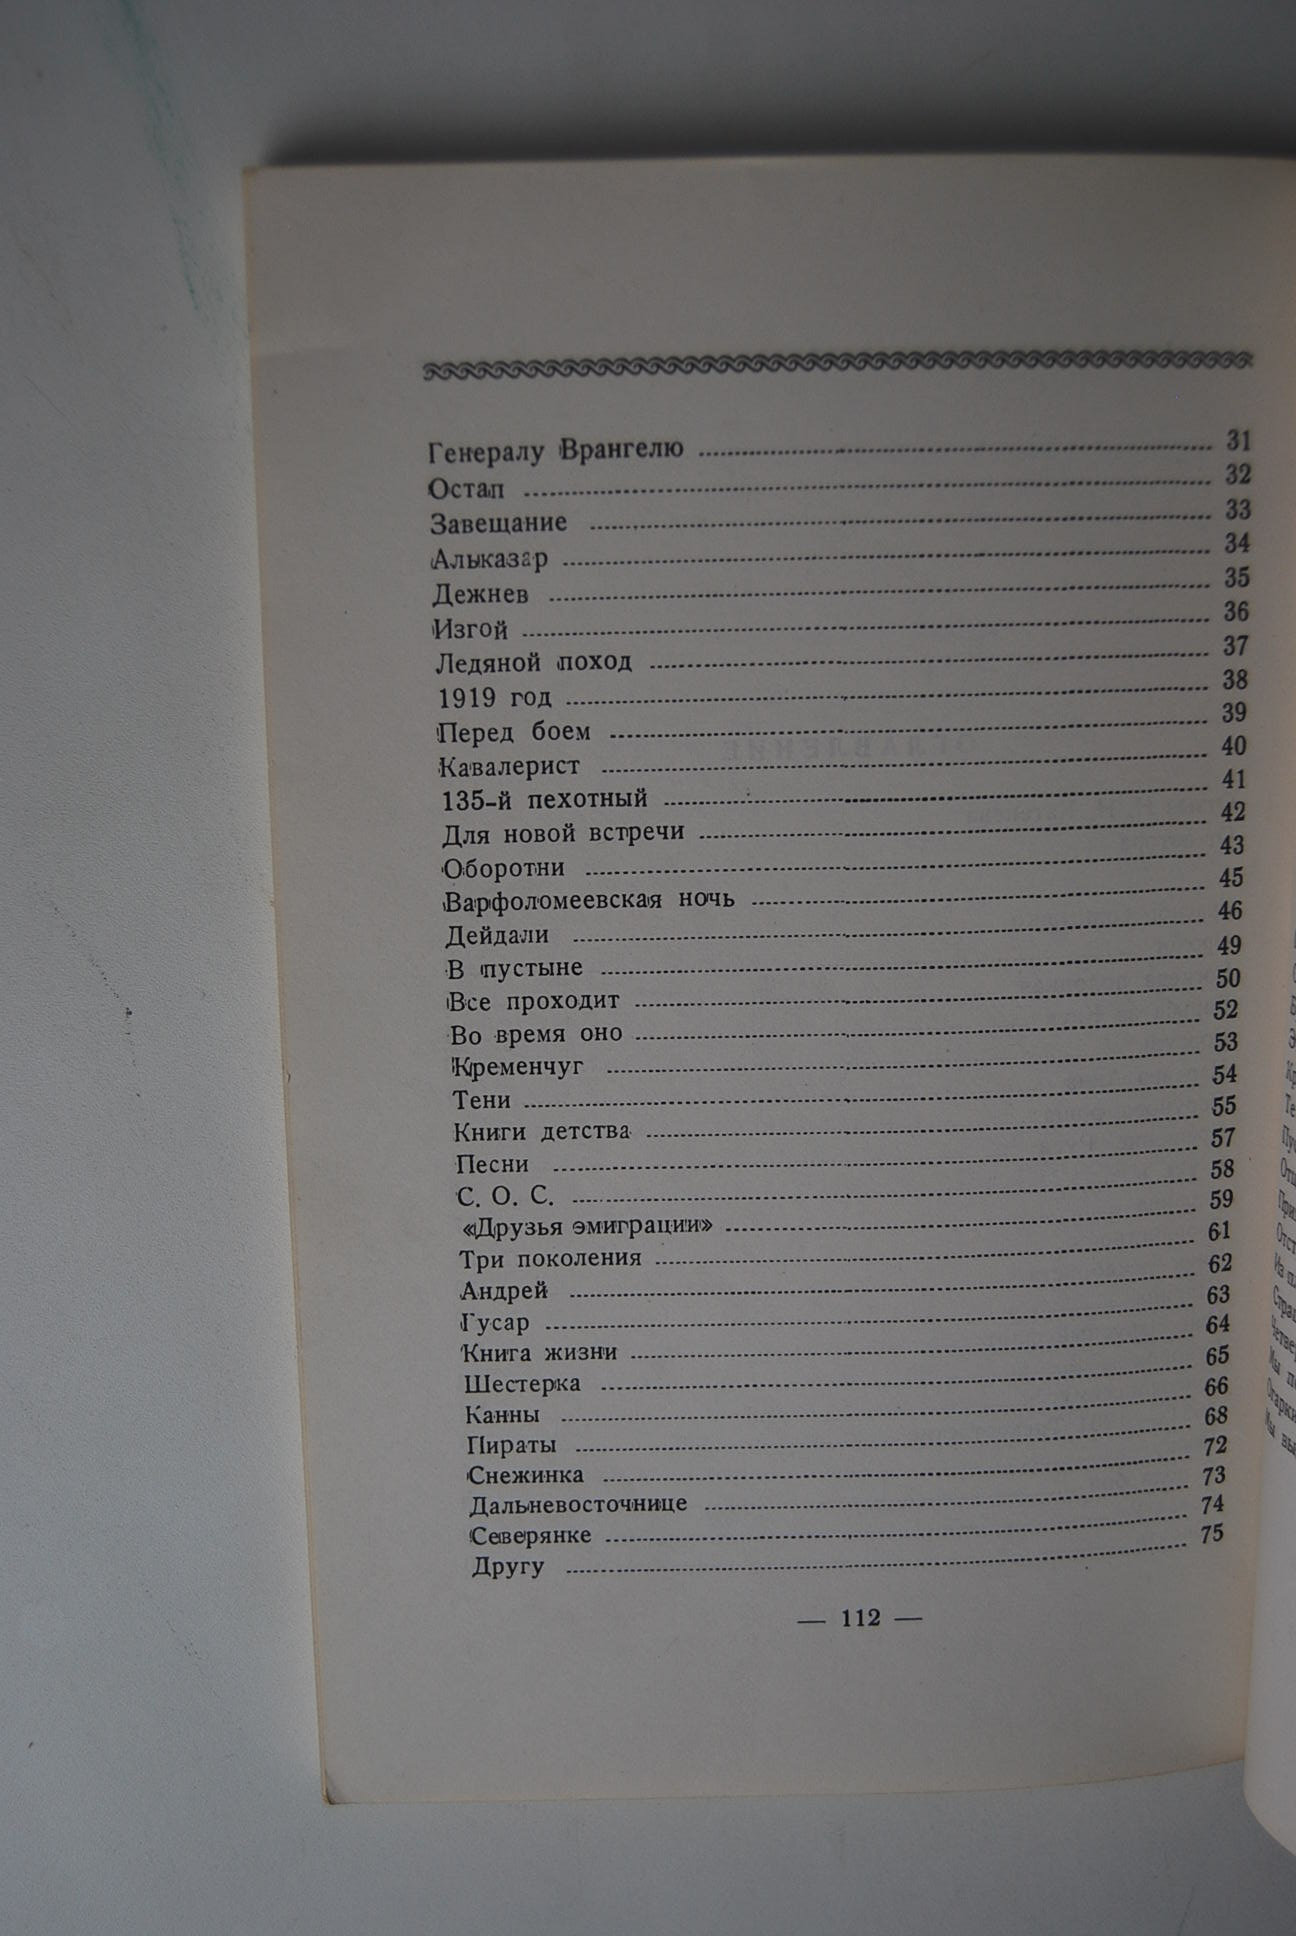 Генералу Врангелю 31
Остап 32
Завещание 33
Альказар 34
Дежнев 35
Изгой 36
Ледяной поход 37
1919 год 38
Перед боем 39
Кавалерист 40
135-й пехотный 41
Для новой встречи 42
Оборотни 43
Варфоломеевская ночь 45
Дейдали 46
В пустыне 49
Все проходит 50
Во время оно 52
Кременчуг 53
Тени 54
Книги детства 55
Песни 57
С. О. С. 58
«Друзья эмиграции» 59
Три поколения 61
Андрей 62
Гусар 63
Книга жизни 64
Шестерка 65
Канны 66
Пираты 68
Снежинка 72
Дальневосточнице 73
Северянке 74
Другу 75
— 112 —